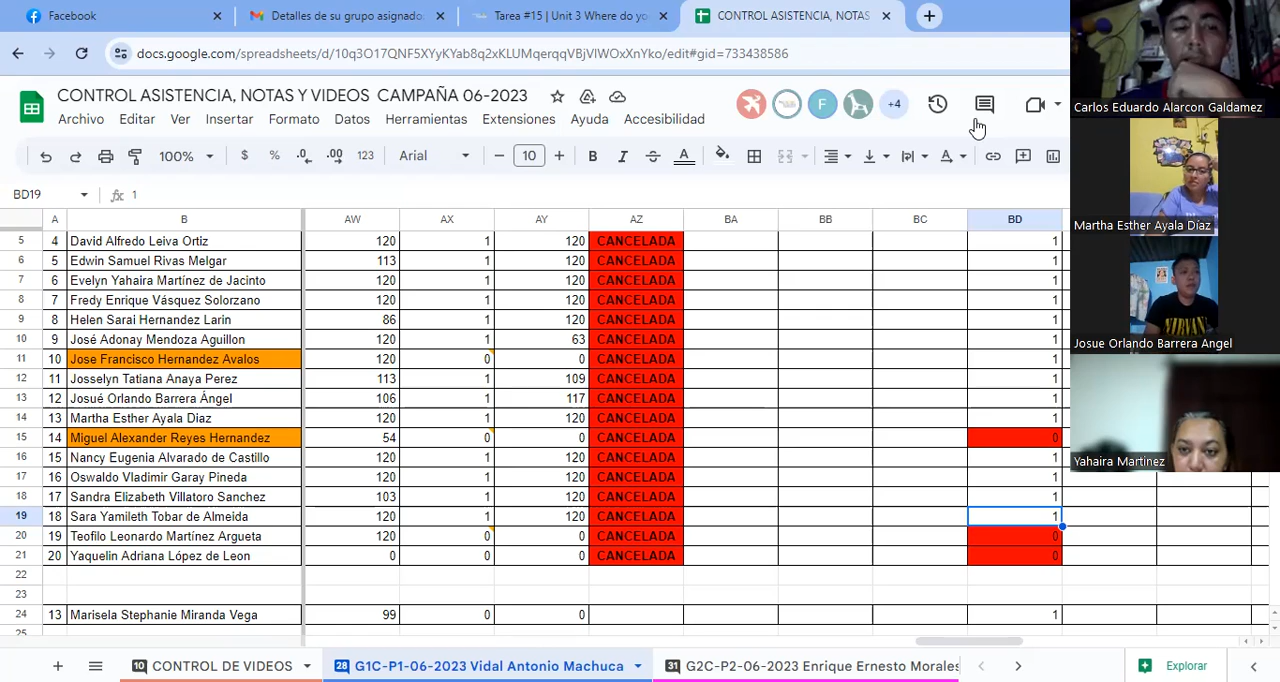 Facebook
Detalles de su grupo asignado
Tarea #15 | Unit 3 Where do yo
CONTROL ASISTENCIA, NOTAS
docs.google.com/spreadsheets/d/10q3O17QNF5XYyKYab8q2xKLUMqerqqVBjVIWOxXnYko/edit#gid=733438586
CONTROL ASISTENCIA, NOTAS Y VIDEOS CAMPAÑA 06-2023
F +4
Archivo Editar Ver Insertar Formato Datos Herramientas Extensiones Ayuda Accesibilidad
100% $ % .0 .00 123 Arial 10 B I A
BD19 fx 1
A B AW AX AY AZ BA BB BC BD
5 4 David Alfredo Leiva Ortiz 120 1 120 CANCELADA 1
6 5 Edwin Samuel Rivas Melgar 113 1 120 CANCELADA 1
7 6 Evelyn Yahaira Martínez de Jacinto 120 1 120 CANCELADA 1
8 7 Fredy Enrique Vásquez Solorzano 120 1 120 CANCELADA 1
9 8 Helen Sarai Hernandez Larín 86 1 120 CANCELADA 1
10 9 José Adonay Mendoza Aguillon 120 1 63 CANCELADA 1
11 10 Jose Francisco Hernandez Avalos 120 0 0 CANCELADA 1
12 11 Josselyn Tatiana Anaya Perez 113 1 109 CANCELADA 1
13 12 Josué Orlando Barrera Ángel 106 1 117 CANCELADA 1
14 13 Martha Esther Ayala Diaz 120 1 120 CANCELADA 1
15 14 Miguel Alexander Reyes Hernandez 54 0 0 CANCELADA 0
16 15 Nancy Eugenia Alvarado de Castillo 120 1 120 CANCELADA 1
17 16 Oswaldo Vladimir Garay Pineda 120 1 120 CANCELADA 1
18 17 Sandra Elizabeth Villatoro Sanchez 103 1 120 CANCELADA 1
19 18 Sara Yamileth Tobar de Almeida 120 1 120 CANCELADA 1
20 19 Teofilo Leonardo Martínez Argueta 120 0 0 CANCELADA 0
21 20 Yaquelin Adriana López de Leon 0 0 0 CANCELADA 0
22
23
24 13 Marisela Stephanie Miranda Vega 99 0 0 1
25
10 CONTROL DE VIDEOS 28 G1C-P1-06-2023 Vidal Antonio Machuca 31 G2C-P2-06-2023 Enrique Ernesto Morales Explorar
Carlos Eduardo Alarcon Galdamez
Martha Esther Ayala Díaz
NIRVANA
Josue Orlando Barrera Angel
Yahaira Martinez